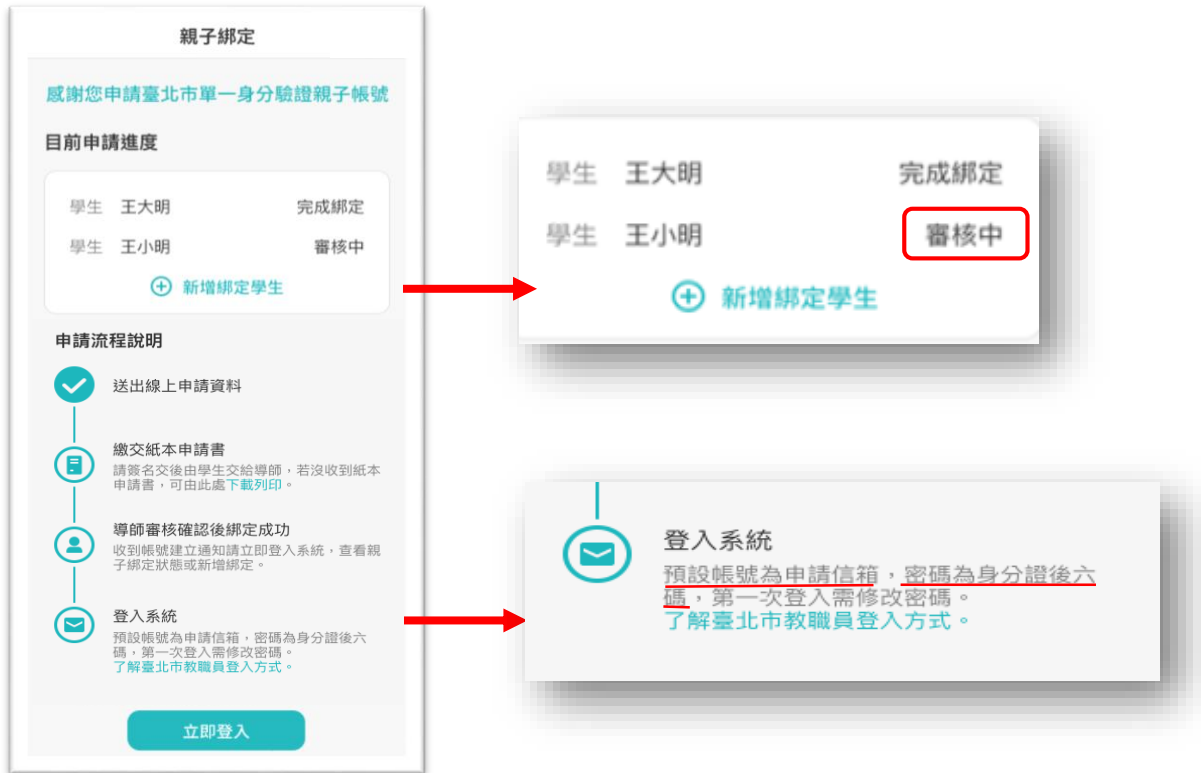 親子綁定
感謝您申請臺北市單一身分驗證親子帳號
目前申請進度
學生 王大明 完成綁定
學生 王小明 審核中
新增綁定學生
申請流程說明
送出線上申請資料
繳交紙本申請書
請簽名交後由學生交給導師，若沒收到紙本
申請書，可由此處下載列印。
導師審核確認後綁定成功
收到帳號建立通知請立即登入系統，查看親
子綁定狀態或新增綁定。
登入系統
預設帳號為申請信箱，密碼為身分證後六
碼，第一次登入需修改密碼。
了解臺北市教職員登入方式。
立即登入
學生 王大明 完成綁定
學生 王小明 審核中
新增綁定學生
登入系統
預設帳號為申請信箱，密碼為身分證後六
碼，第一次登入需修改密碼。
了解臺北市教職員登入方式。